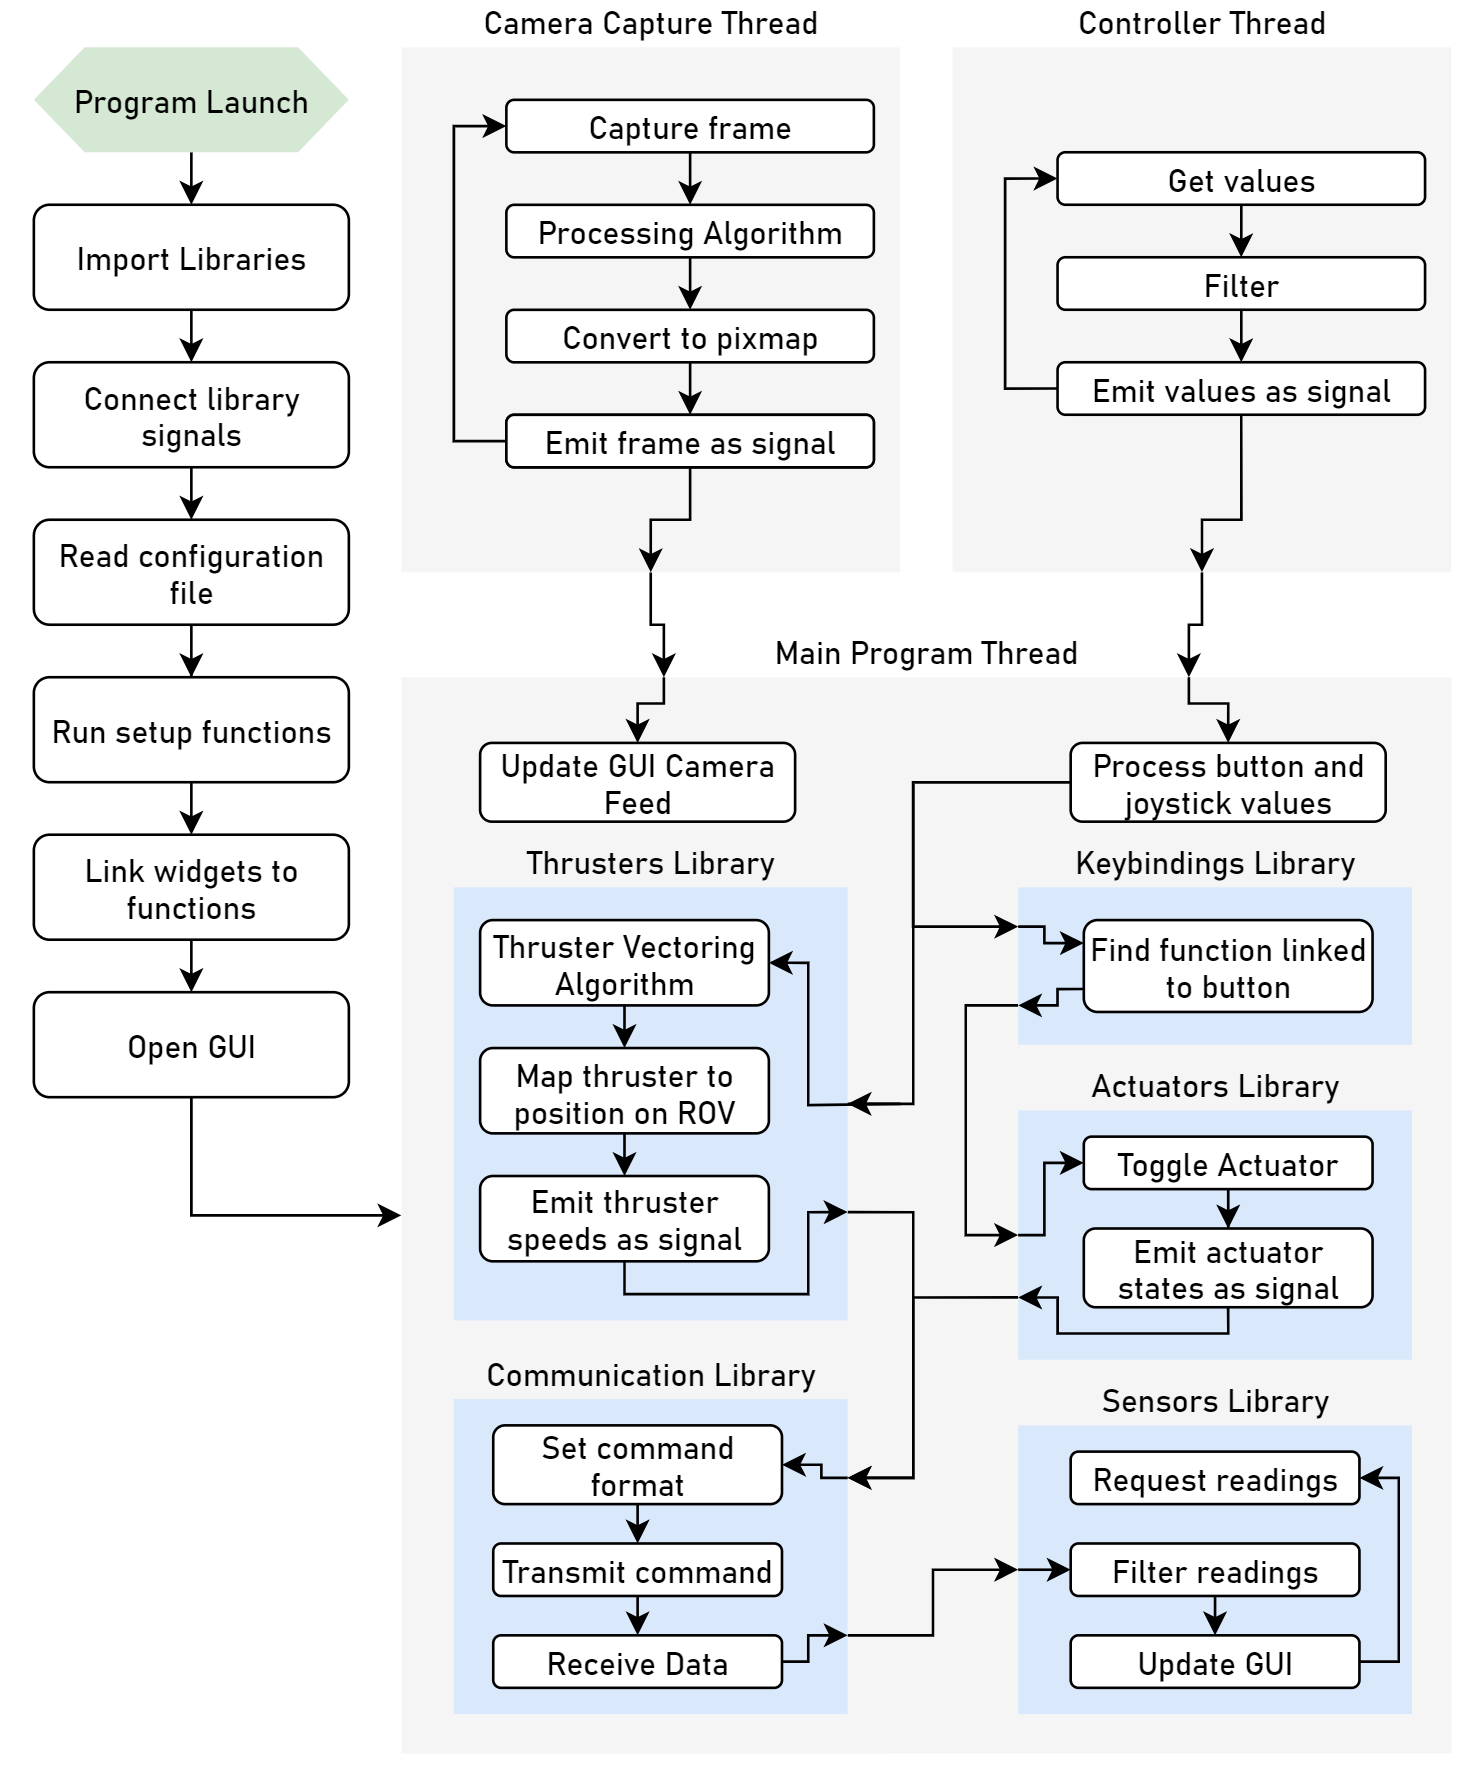 Program Launch
Import Libraries
Connect library
signals
Read configuration
file
Run setup functions
Link widgets to
functions
Open GUI
Camera Capture Thread
Capture frame
Processing Algorithm
Convert to pixmap
Emit frame as signal
Controller Thread
Get values
Filter
Emit values as signal
Main Program Thread
Update GUI Camera
Feed
Process button and
joystick values
Thrusters Library
Thruster Vectoring
Algorithm
Map thruster to
position on ROV
Emit thruster
speeds as signal
Keybindings Library
Find function linked
to button
Actuators Library
Toggle Actuator
Emit actuator
states as signal
Communication Library
Set command
format
Transmit command
Receive Data
Sensors Library
Request readings
Filter readings
Update GUI